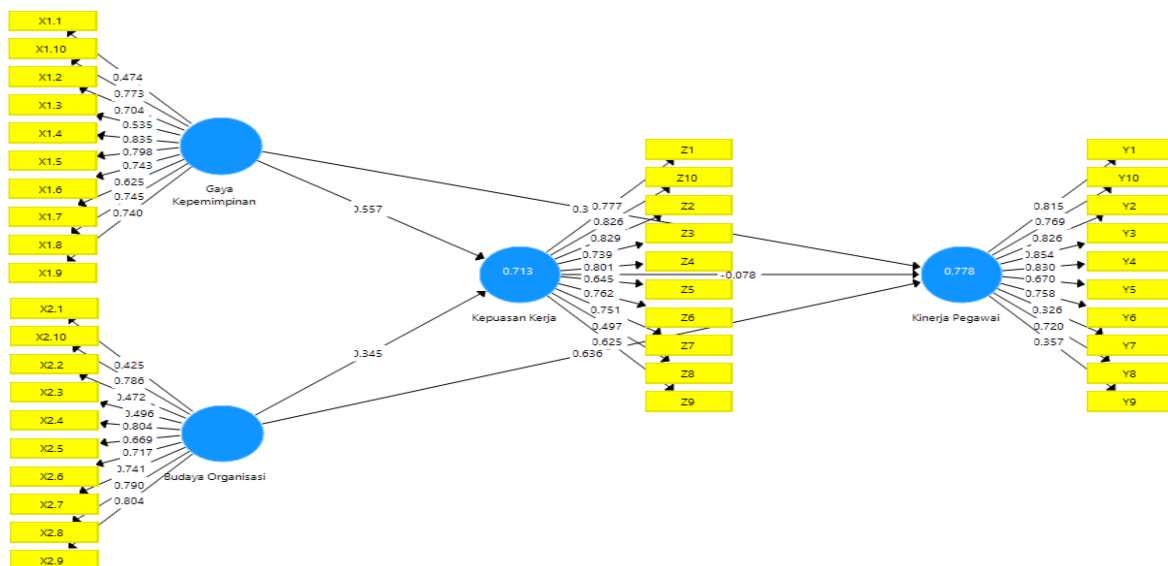 X1.1
X1.10
X1.2
X1.3
X1.4
X1.5
X1.6
X1.7
X1.8
X1.9
0.474
0.773
0.704
0.535
0.835
0.798
0.743
0.625
0.745
0.740
Gaya
Kepemimpinan
X2.1
X2.10
X2.2
X2.3
X2.4
X2.5
X2.6
X2.7
X2.8
X2.9
0.425
0.786
0.472
0.496
0.804
0.669
0.717
0.741
0.790
0.804
Budaya Organisasi
0.557
0.345
0.713
Kepuasan Kerja
0.777
0.826
0.829
0.739
0.801
0.645
0.762
0.751
0.497
0.625
Z1
Z10
Z2
Z3
Z4
Z5
Z6
Z7
Z8
Z9
-0.078
0.636
0.778
Kinerja Pegawai
0.815
0.769
0.826
0.854
0.830
0.670
0.758
0.326
0.720
0.357
Y1
Y10
Y2
Y3
Y4
Y5
Y6
Y7
Y8
Y9